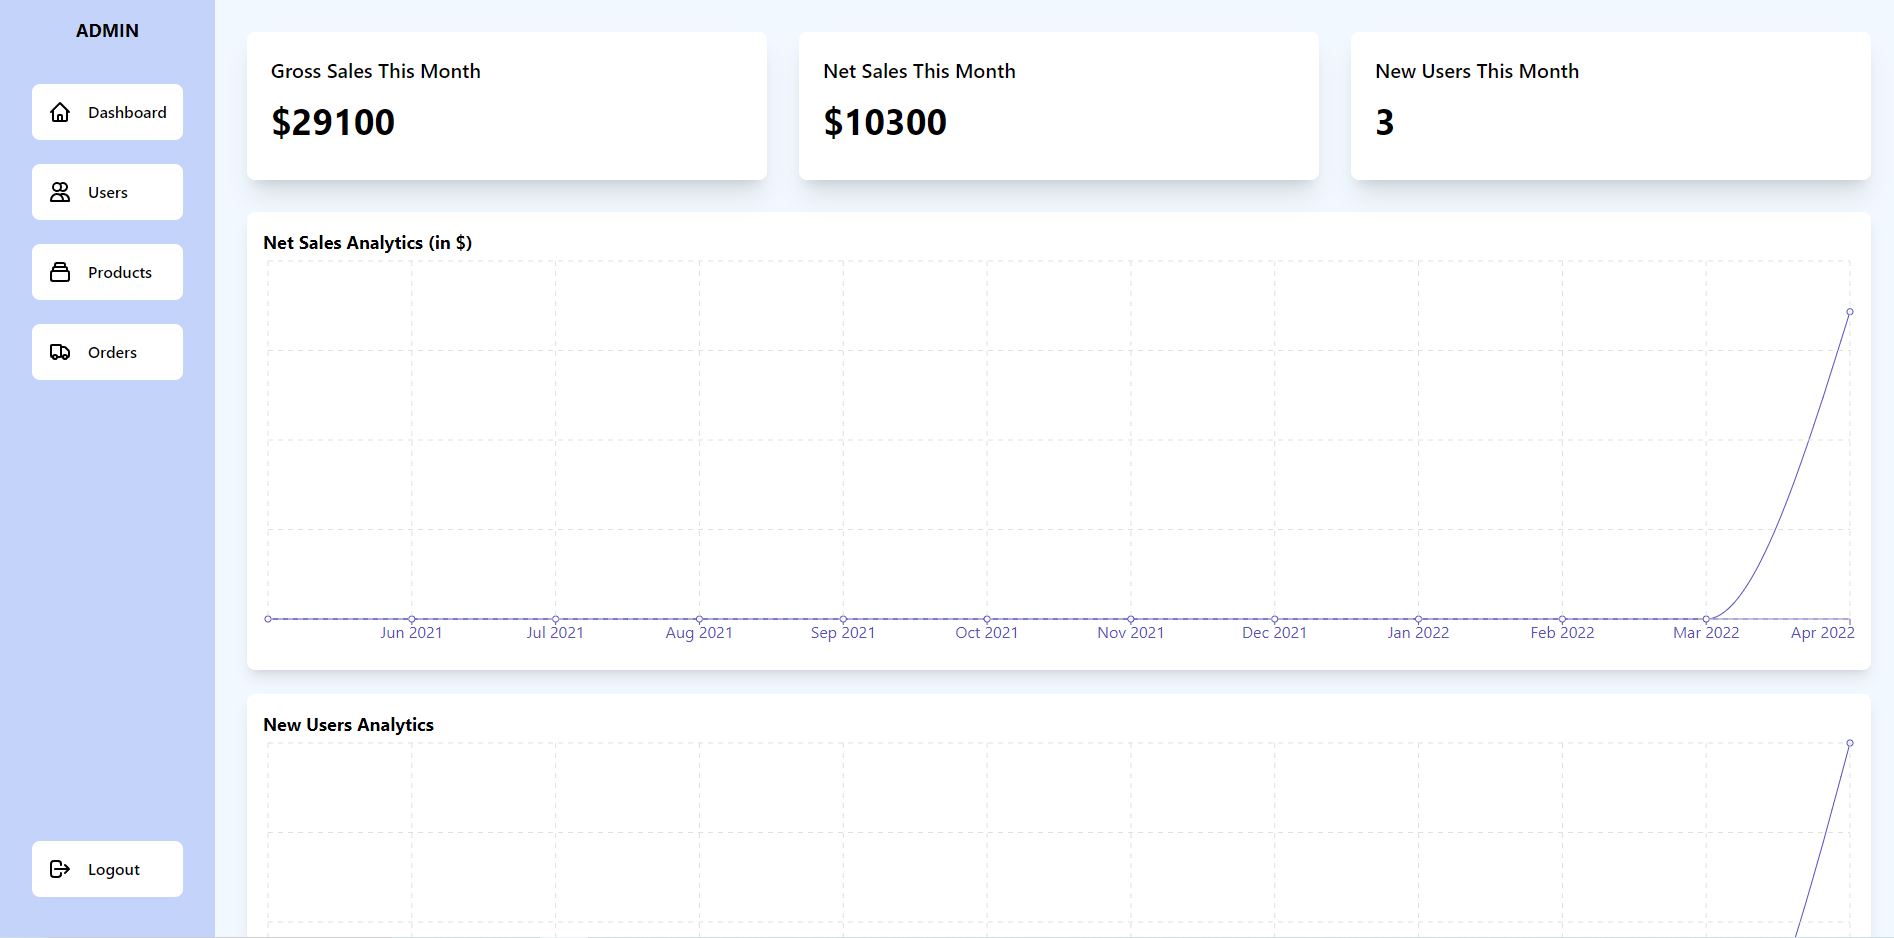 ADMIN
Dashboard
Users
Products
Orders
Logout
Gross Sales This Month
$29100
Net Sales This Month
$10300
New Users This Month
3
Net Sales Analytics (in $)
Jun 2021 Jul 2021 Aug 2021 Sep 2021 Oct 2021 Nov 2021 Dec 2021 Jan 2022 Feb 2022 Mar 2022 Apr 2022
New Users Analytics